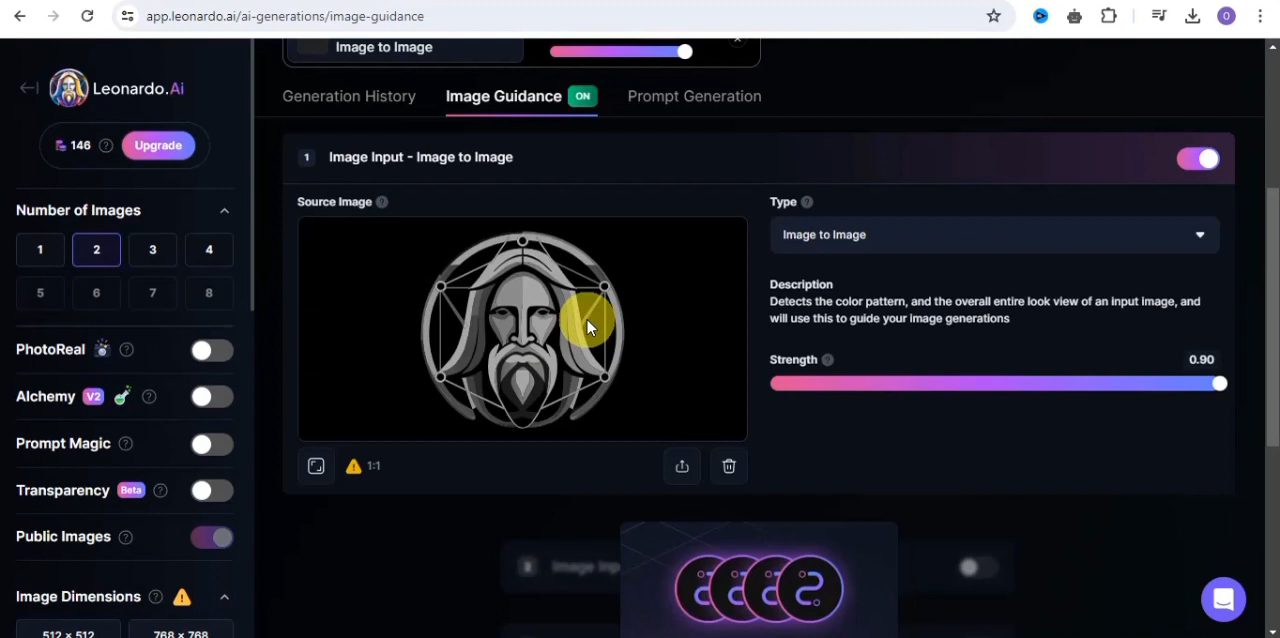 app.leonardo.ai/ai-generations/image-guidance
O
Leonardo.Ai
146 ? Upgrade
Number of Images
1 2 3 4
5 6 7 8
PhotoReal ?
Alchemy V2 ?
Prompt Magic ?
Transparency Beta ?
Public Images ?
Image Dimensions ?
512 × 512 768 × 768
Image to Image
Generation History Image Guidance ON Prompt Generation
1 Image Input - Image to Image
Source Image ?
1:1
Type ?
Image to Image
Description
Detects the color pattern, and the overall entire look view of an input image, and
will use this to guide your image generations
Strength ? 0.90
Image